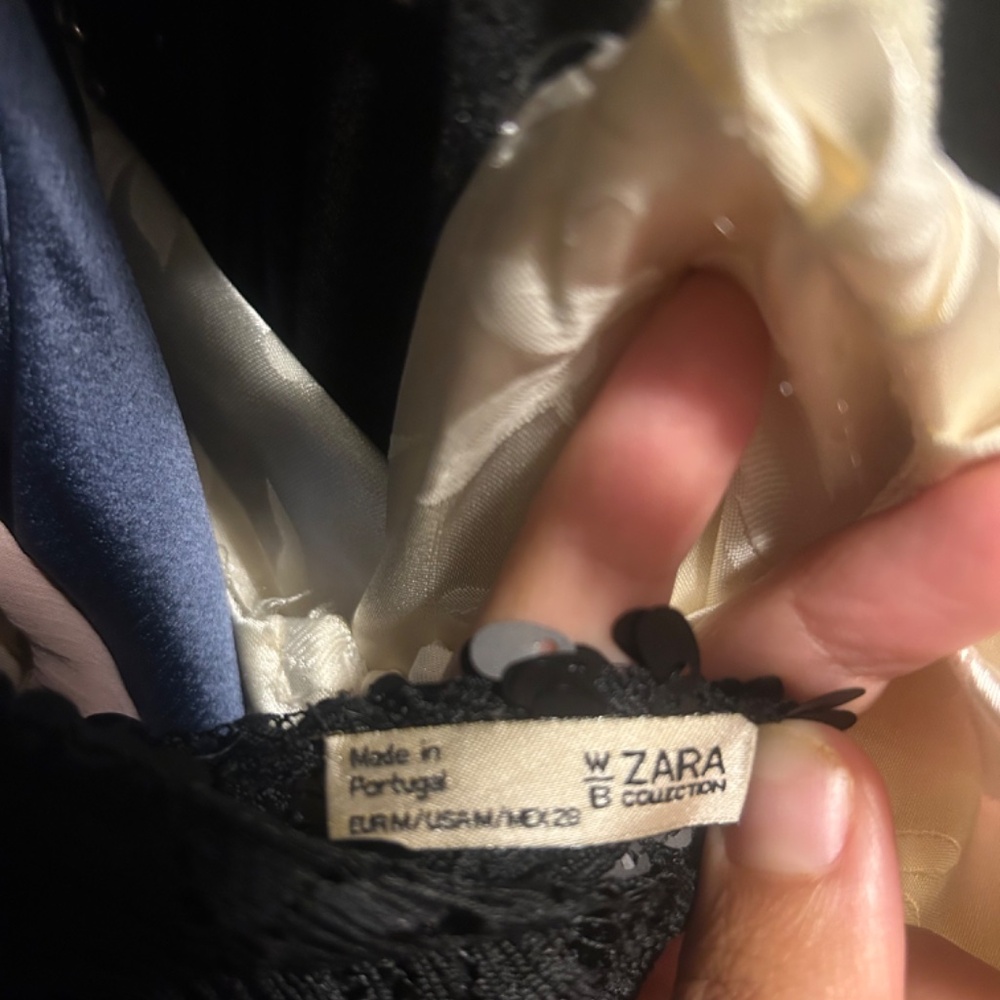 Made in
Portugal
EUR M/USA M/MEX 28
W
B
ZARA
COLLECTION